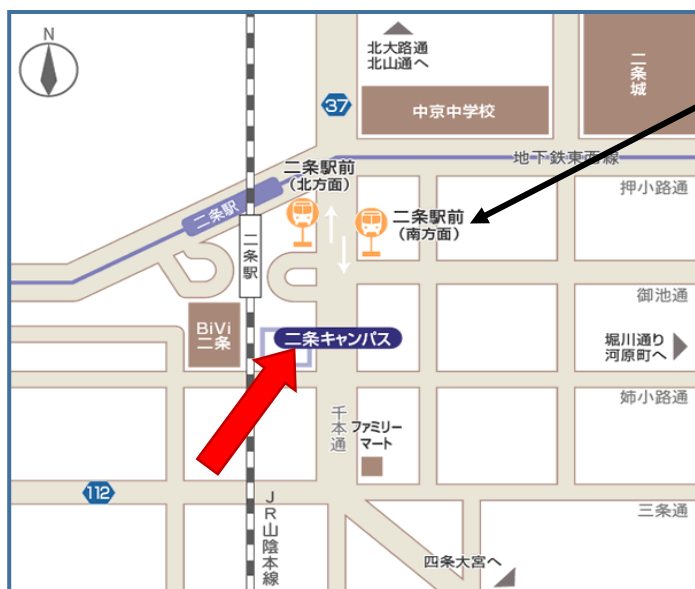 N
北大路通
北山通へ
二条城
37
中京中学校
地下鉄東西線
二条駅前
（北方面）
押小路通
二条駅
二条駅前
（南方面）
二条駅
御池通
BiVi
二条
二条キャンパス
堀川通り
河原町へ
姉小路通
千本通
ファミリー
マート
112
JR山陰本線
三条通
四条大宮へ